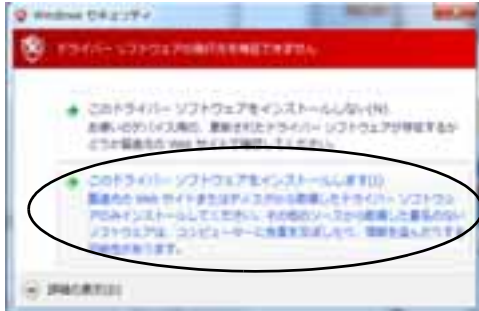 Windows セキュリティ
ドライバー ソフトウェアの発行元を検証できません
このドライバー ソフトウェアをインストールしない(N)
お使いのデバイス用の、更新されたドライバー ソフトウェアが存在するか
どうか製造元の Web サイトで確認してください。
このドライバー ソフトウェアをインストールします(I)
製造元の Web サイトまたはディスクから取得したドライバー ソフトウェ
アのみインストールしてください。その他のソースから取得した署名のない
ソフトウェアは、コンピューターに危害を及ぼしたり、情報を盗んだりする
可能性があります。
詳細の表示(D)